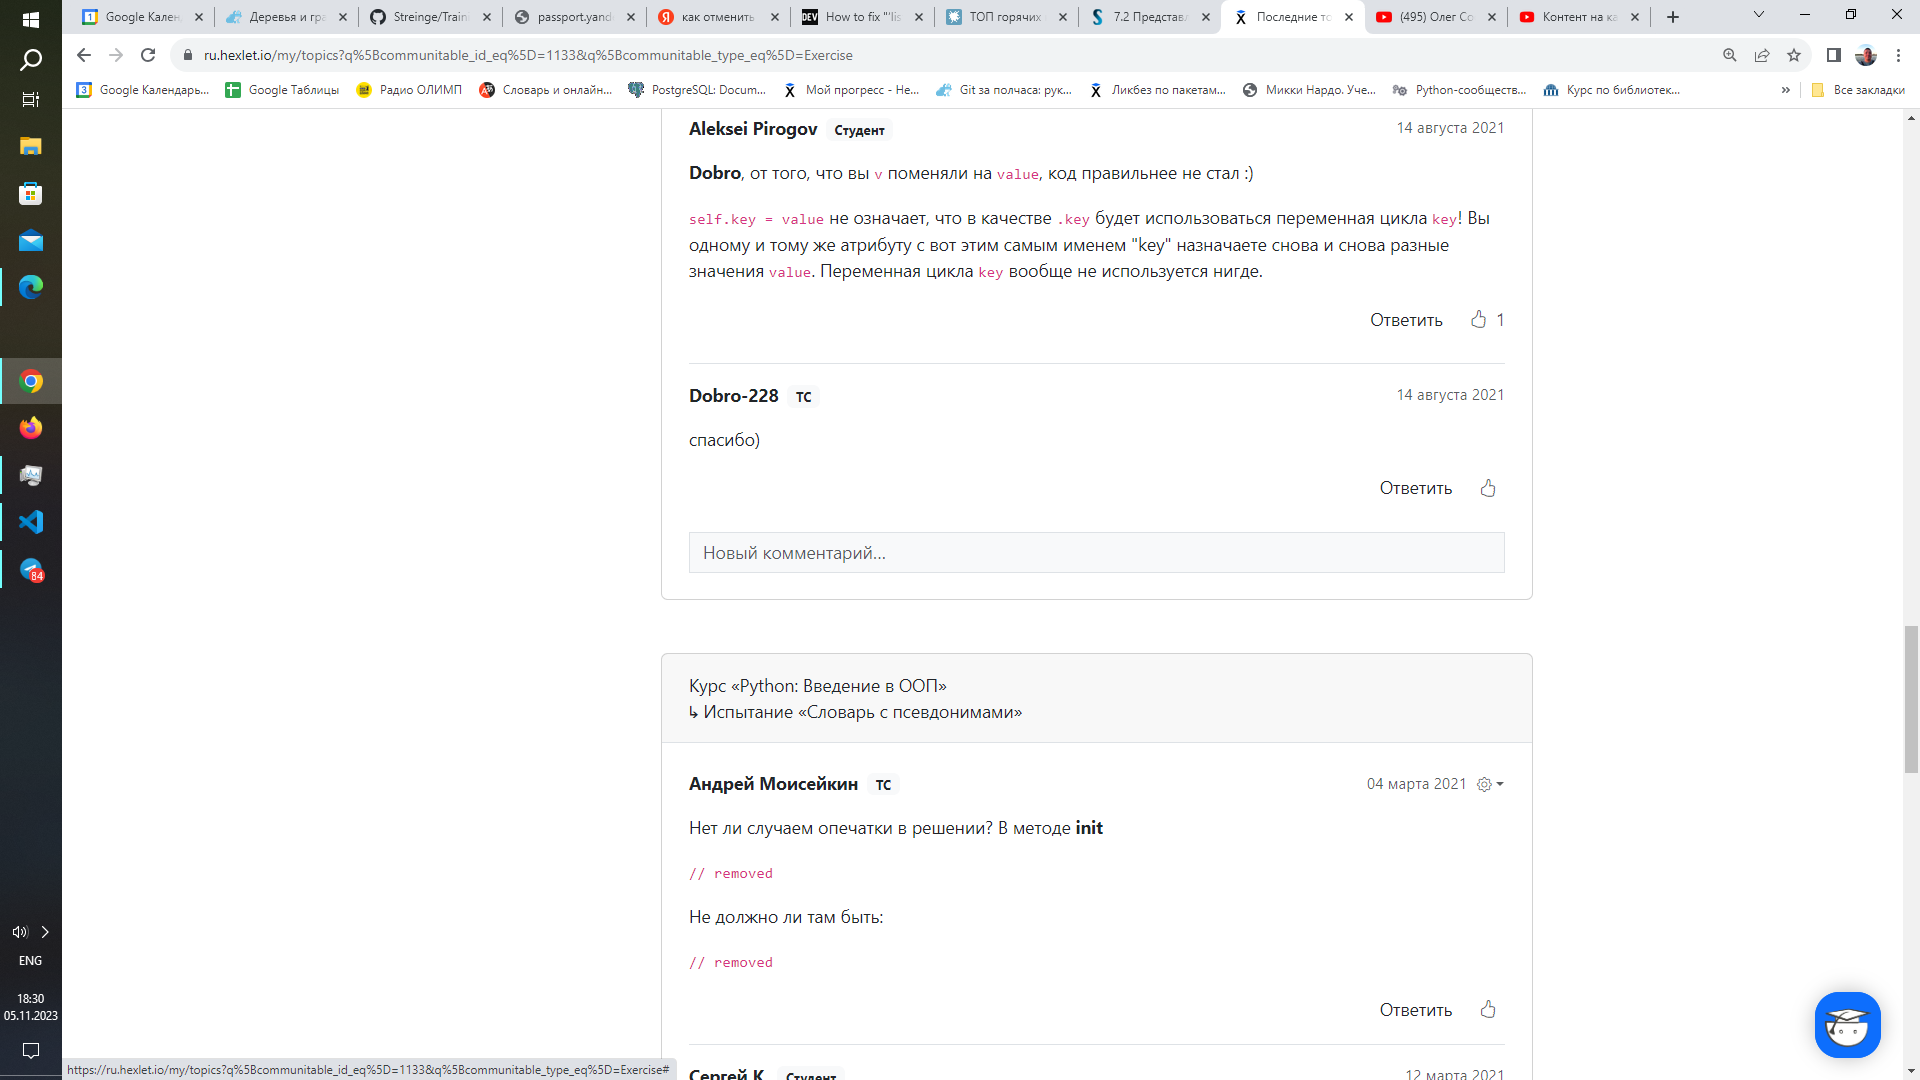 Google Кален
Деревья и гра
Streinge/Train
passport.yand
как отменить
How to fix "'lis
ТОП горячих
7.2 Представл
Последние то
(495) Олег Со
Контент на ка
ru.hexlet.io/my/topics?q%5Bcommunitable_id_eq%5D=1133&q%5Bcommunitable_type_eq%5D=Exercise
Google Календарь...
Google Таблицы
Радио ОЛИМП
Словарь и онлайн...
PostgreSQL: Docum...
Мой прогресс - Не...
Git за полчаса: рук...
Ликбез по пакетам...
Микки Нардо. Уче...
Python-сообществ...
Курс по библиотек...
»
Все закладки
Aleksei Pirogov Студент 14 августа 2021
Dobro, от того, что вы v поменяли на value, код правильнее не стал :)
self.key = value не означает, что в качестве .key будет использоваться переменная цикла key! Вы
одному и тому же атрибуту с вот этим самым именем "key" назначаете снова и снова разные
значения value. Переменная цикла key вообще не используется нигде.
Ответить 1
Dobro-228 ТС 14 августа 2021
спасибо)
Ответить
Новый комментарий...
Курс «Python: Введение в ООП»
↳ Испытание «Словарь с псевдонимами»
Андрей Моисейкин ТС 04 марта 2021
Нет ли случаем опечатки в решении? В методе init
// removed
Не должно ли там быть:
// removed
Ответить
Сергей К. Студент 12 марта 2021
84
ENG
18:30
05.11.2023
https://ru.hexlet.io/my/topics?q%5Bcommunitable_id_eq%5D=1133&q%5Bcommunitable_type_eq%5D=Exercise#